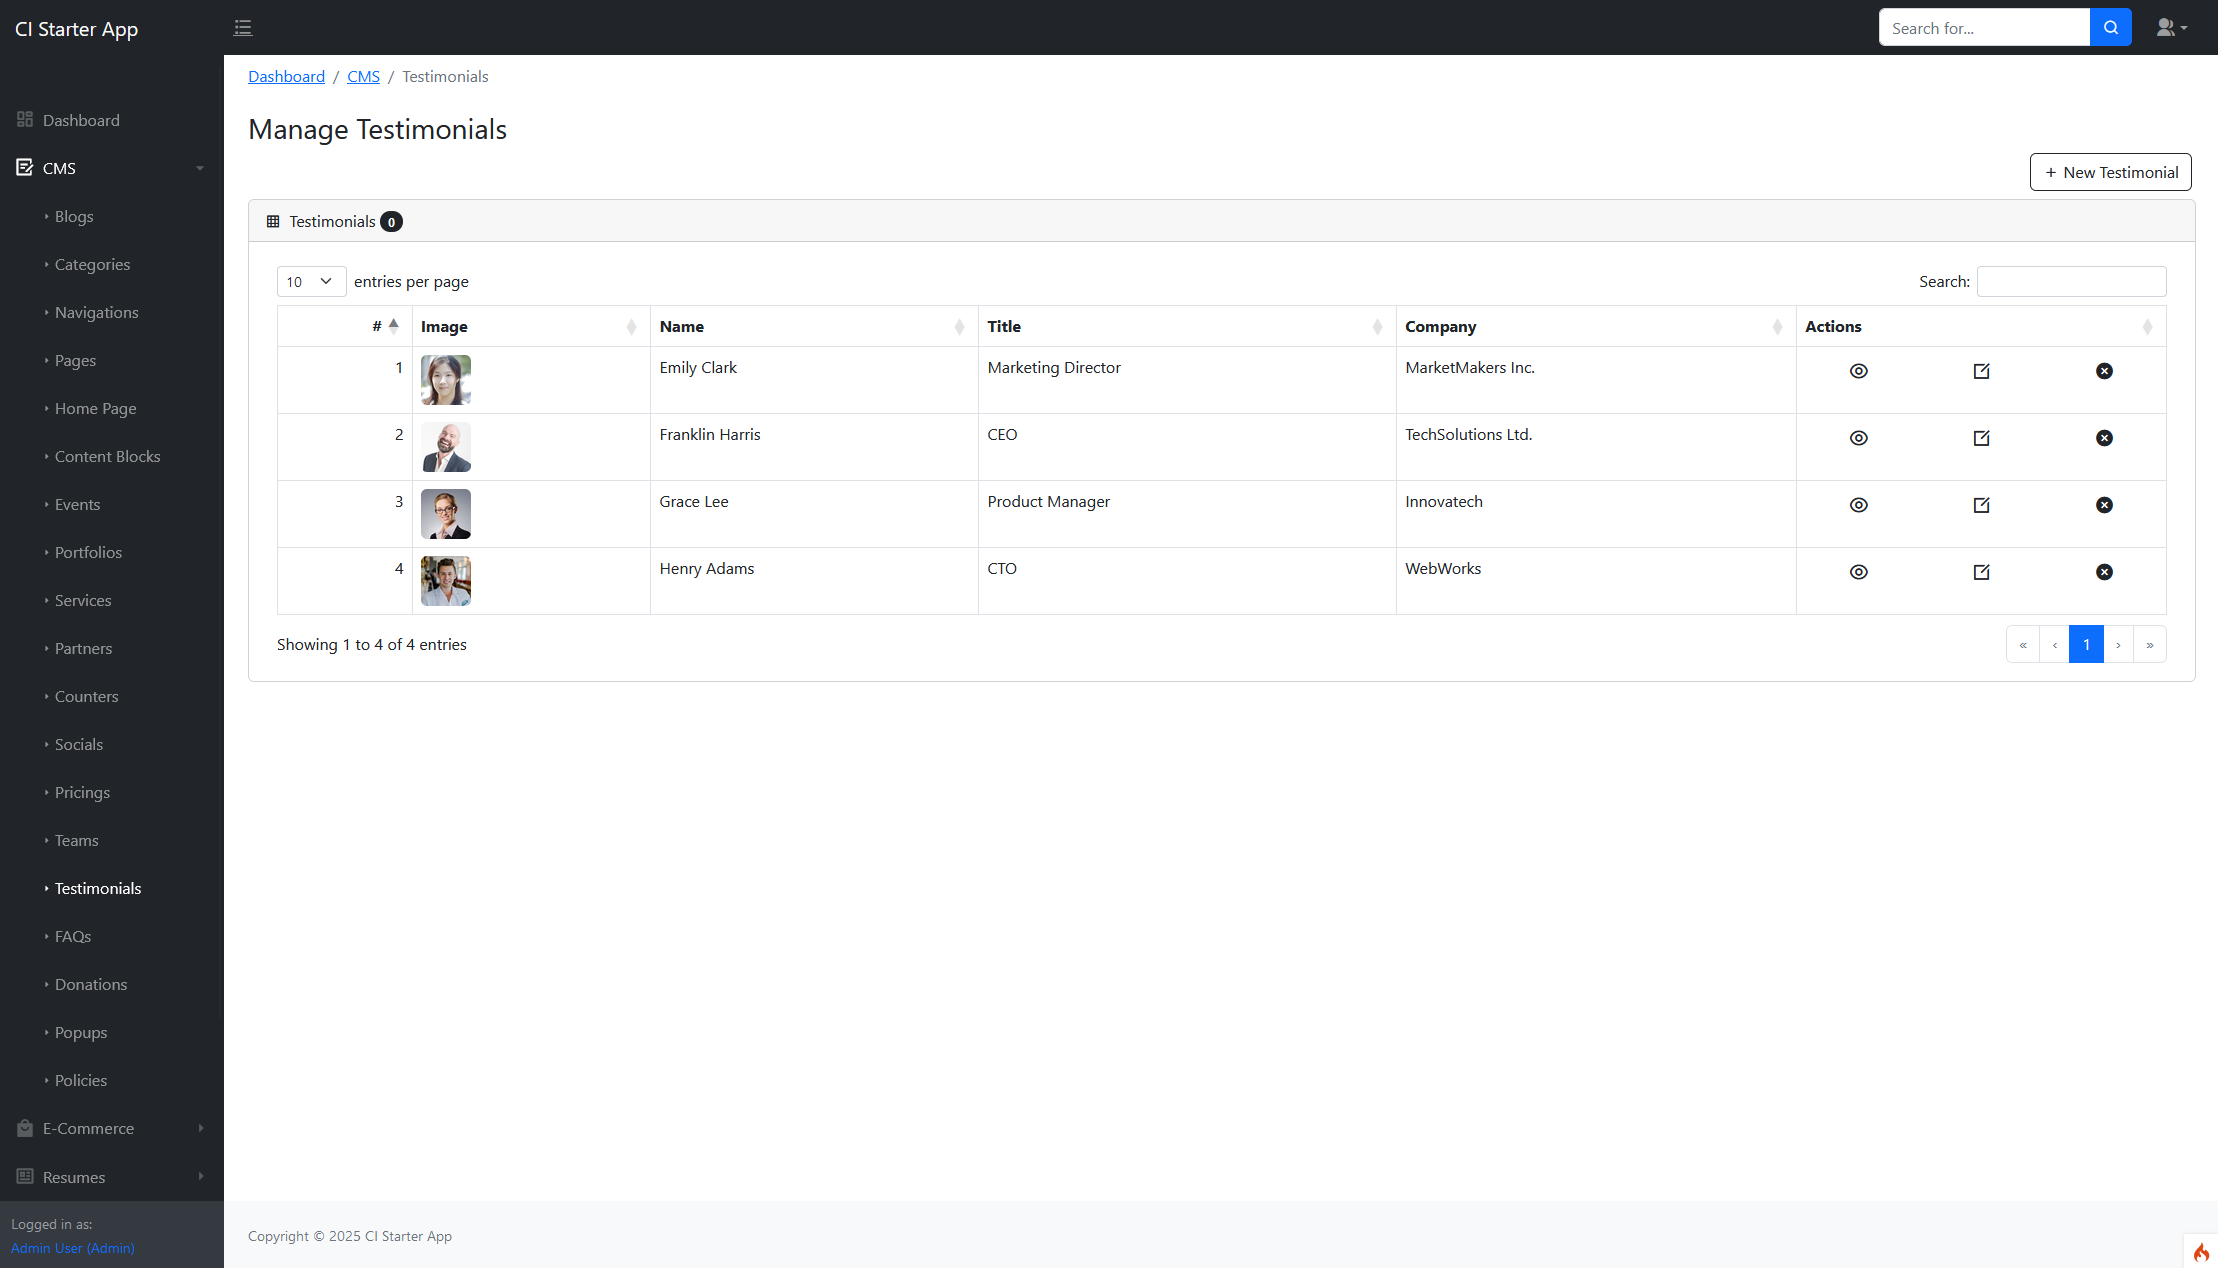 CI Starter App
Search for...
Dashboard / CMS / Testimonials
Manage Testimonials
+ New Testimonial
Testimonials 0
10 entries per page
Search:
# Image Name Title Company Actions
1 Emily Clark Marketing Director MarketMakers Inc.
2 Franklin Harris CEO TechSolutions Ltd.
3 Grace Lee Product Manager Innovatech
4 Henry Adams CTO WebWorks
Showing 1 to 4 of 4 entries
« ‹ 1 › »
Dashboard
CMS
Blogs
Categories
Navigations
Pages
Home Page
Content Blocks
Events
Portfolios
Services
Partners
Counters
Socials
Pricings
Teams
Testimonials
FAQs
Donations
Popups
Policies
E-Commerce
Resumes
Logged in as:
Admin User (Admin)
Copyright © 2025 CI Starter App